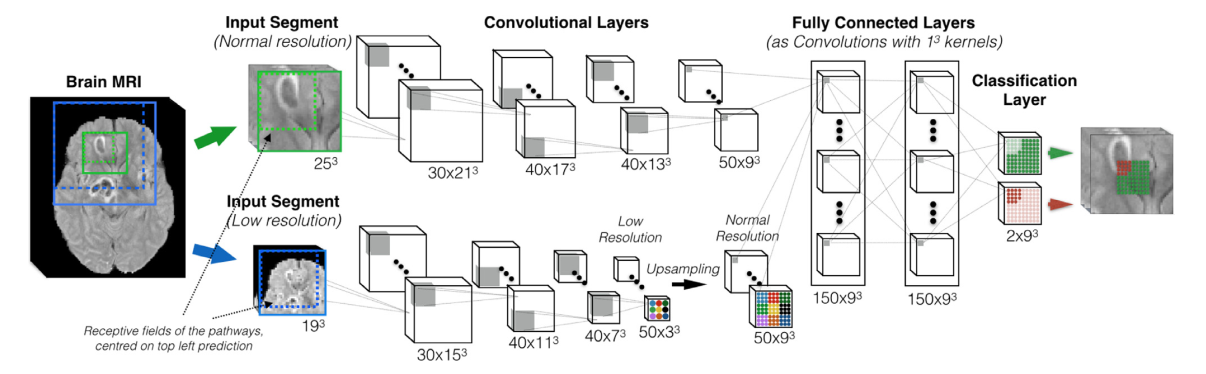 Brain MRI
Input Segment
(Normal resolution)
25³
Convolutional Layers
30x21³
40x17³
40x13³
50x9³
Fully Connected Layers
(as Convolutions with 1³ kernels)
150x9³
150x9³
Classification
Layer
2x9³
Input Segment
(Low resolution)
19³
30x15³
40x11³
40x7³
Low
Resolution
50x3³
Upsampling
Normal
Resolution
50x9³
Receptive fields of the pathways,
centred on top left prediction